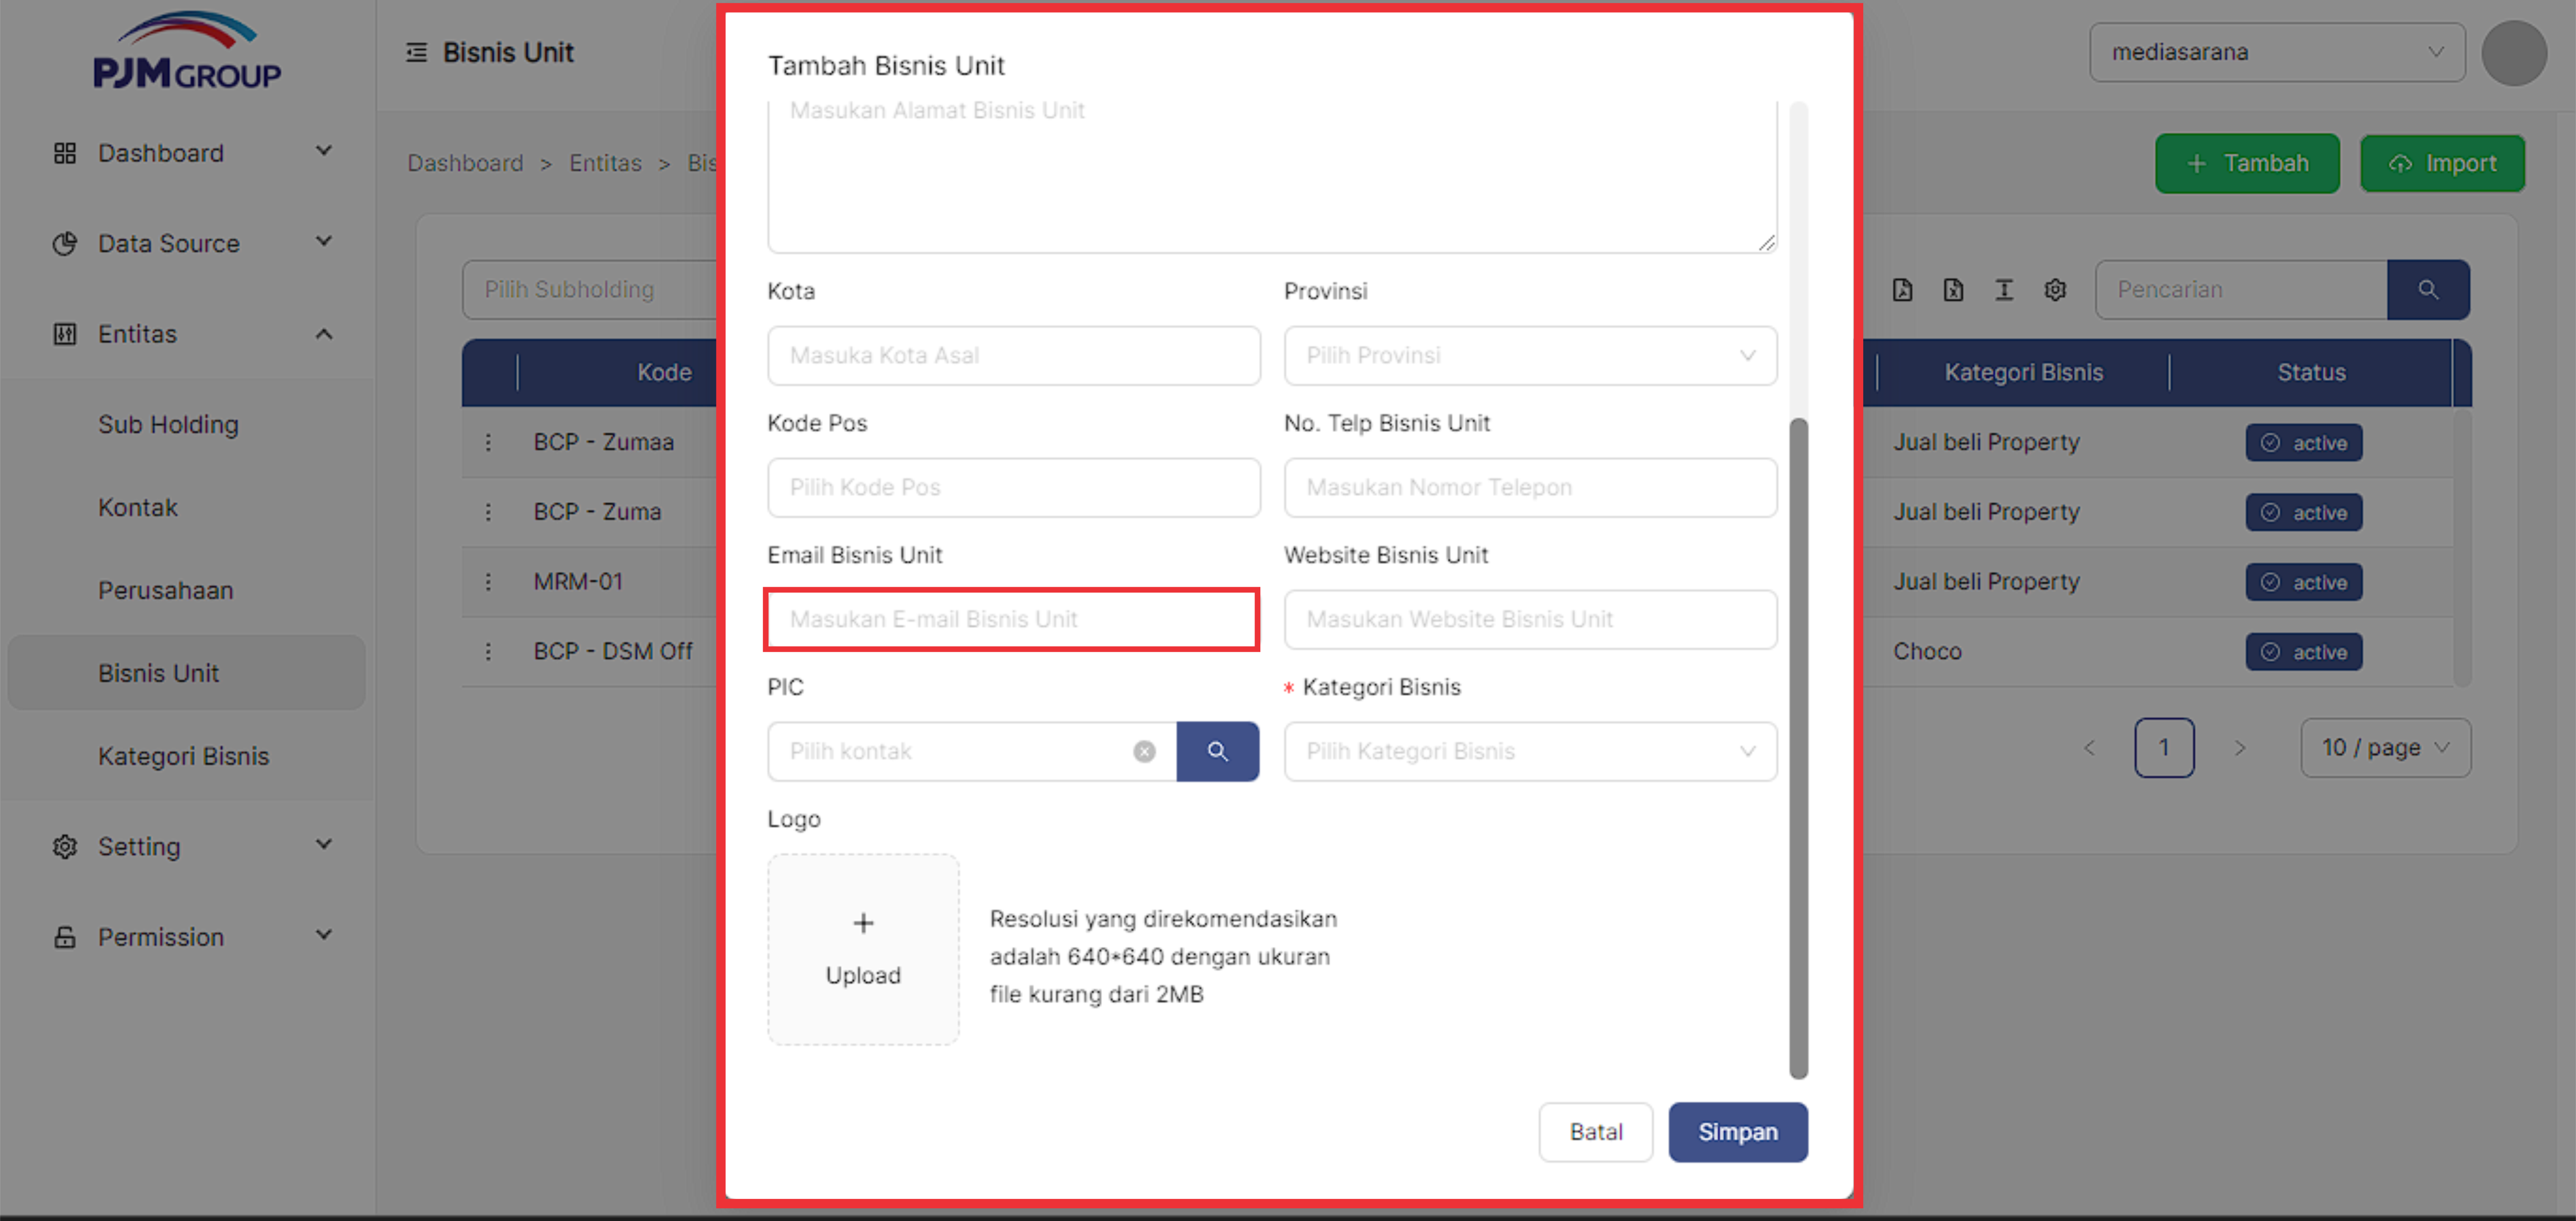 PJM GROUP
Bisnis Unit
mediasarana
Dashboard
Data Source
Entitas
Sub Holding
Kontak
Perusahaan
Bisnis Unit
Kategori Bisnis
Setting
Permission
Dashboard > Entitas > Bis
+ Tambah
Import
Pilih Subholding
Pencarian
Kode
Kategori Bisnis
Status
BCP - Zumaa
Jual beli Property
active
BCP - Zuma
Jual beli Property
active
MRM-01
Jual beli Property
active
BCP - DSM Off
Choco
active
< 1 >
10 / page
Tambah Bisnis Unit
Masukan Alamat Bisnis Unit
Kota
Provinsi
Masuka Kota Asal
Pilih Provinsi
Kode Pos
No. Telp Bisnis Unit
Pilih Kode Pos
Masukan Nomor Telepon
Email Bisnis Unit
Website Bisnis Unit
Masukan E-mail Bisnis Unit
Masukan Website Bisnis Unit
PIC
* Kategori Bisnis
Pilih kontak
Pilih Kategori Bisnis
Logo
+
Upload
Resolusi yang direkomendasikan
adalah 640*640 dengan ukuran
file kurang dari 2MB
Batal
Simpan